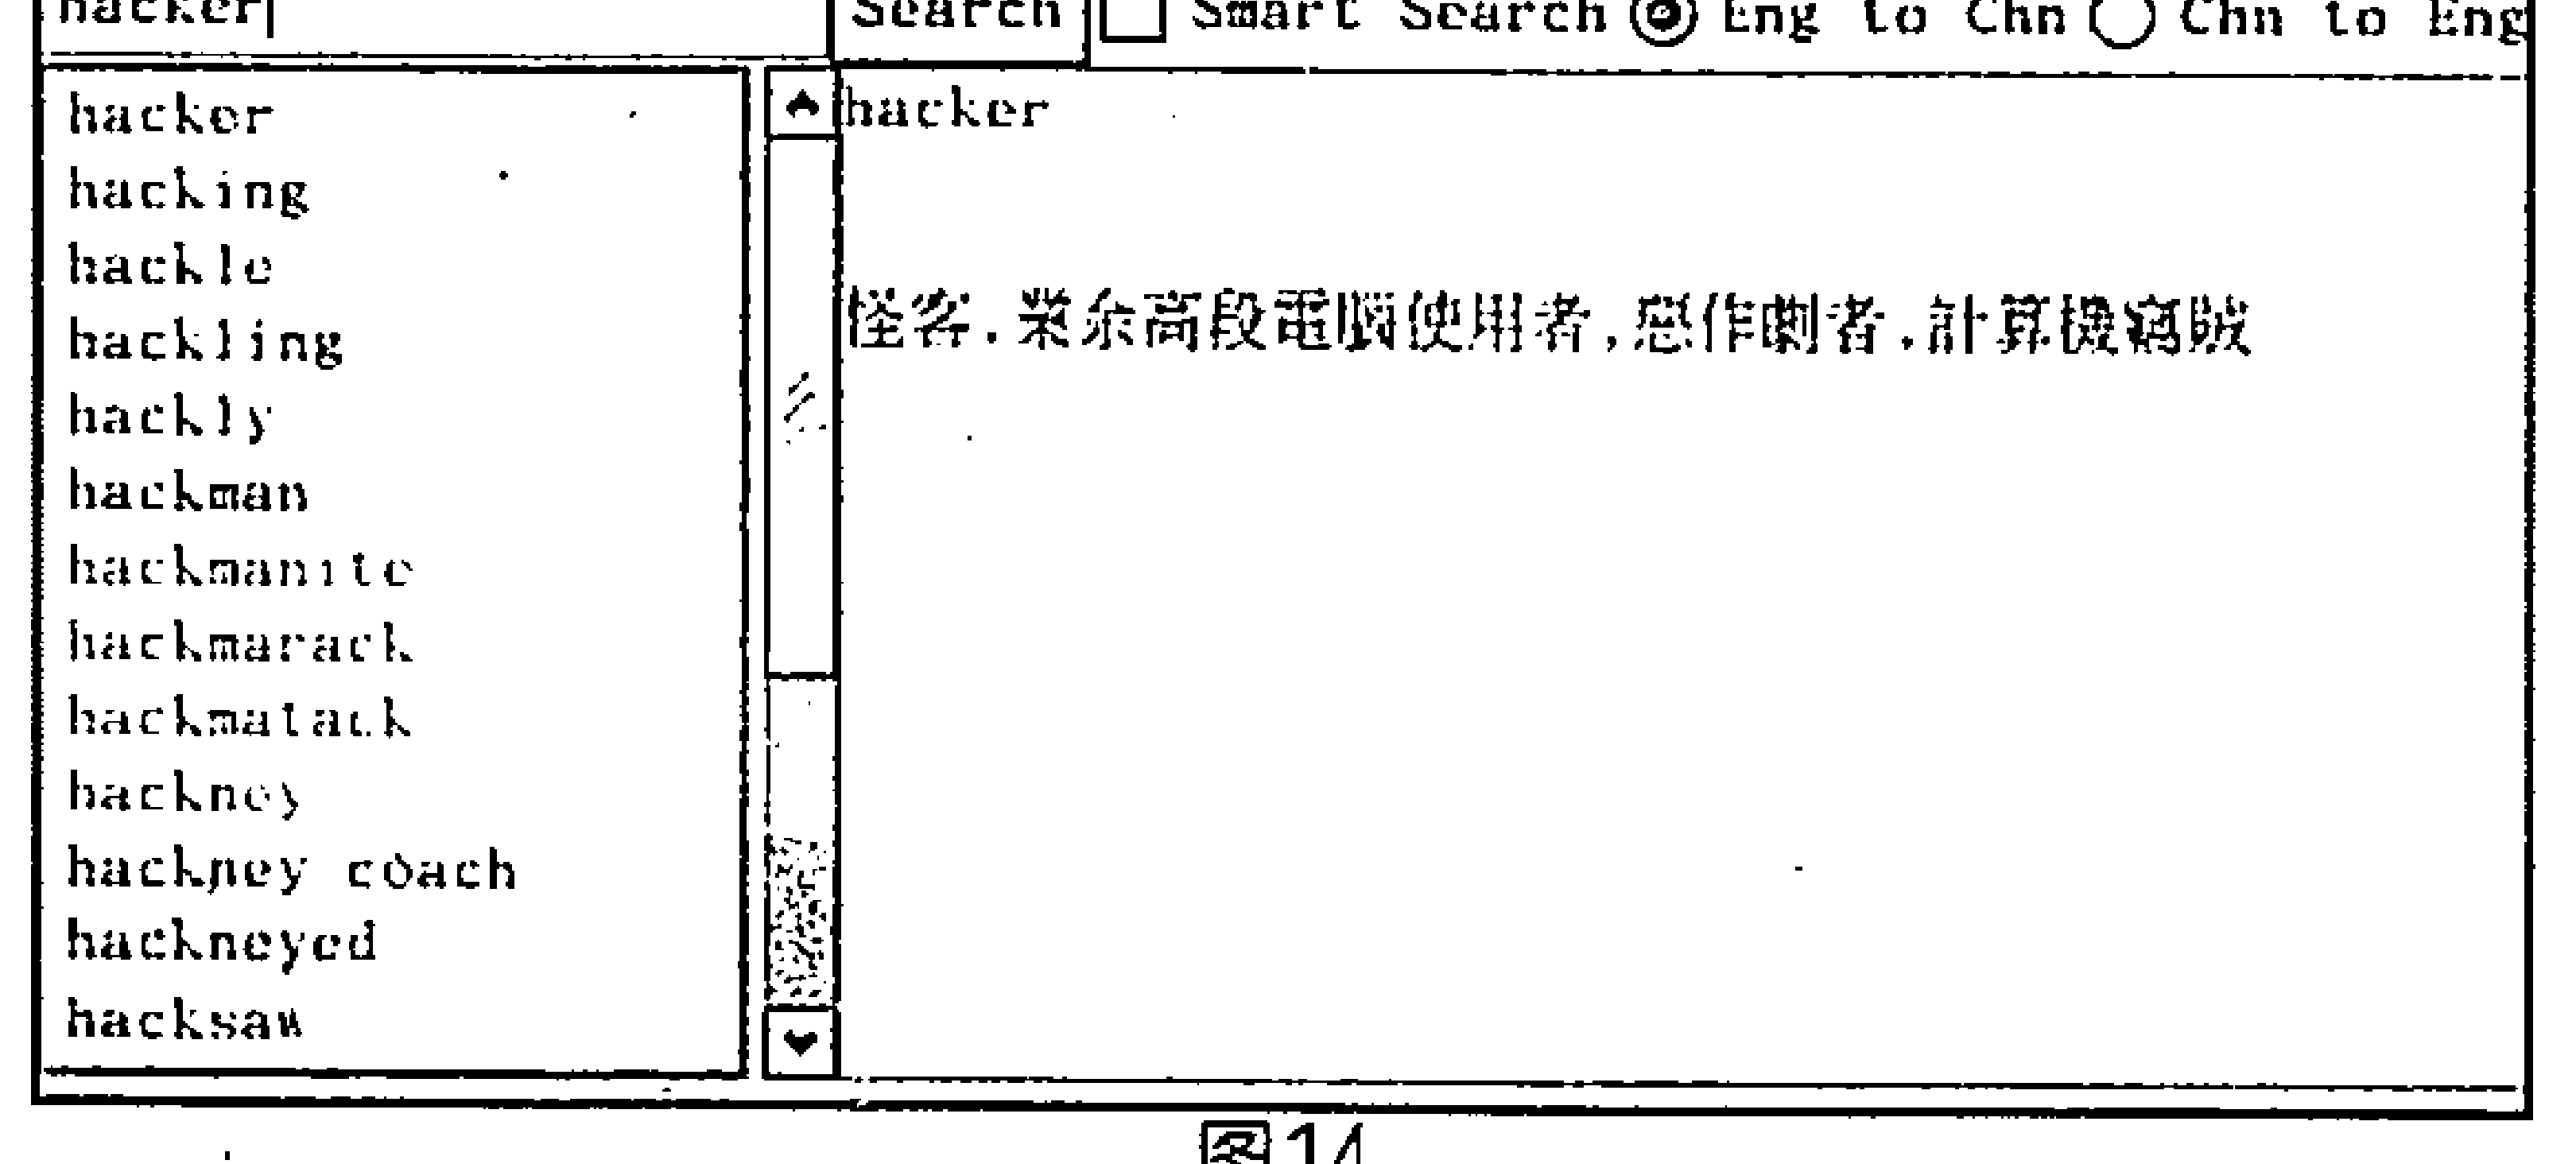 hacker
Search Smart Search Eng to Chn Chn to Eng
hacker
hacking
hackle
hackling
hackly
hackman
hackmanite
hackmarack
hackmatack
hackney
hackney coach
hackneyed
hacksaw
hacker
怪客,業余高段電腦使用者,惡作劇者,計算機竊賊
图14